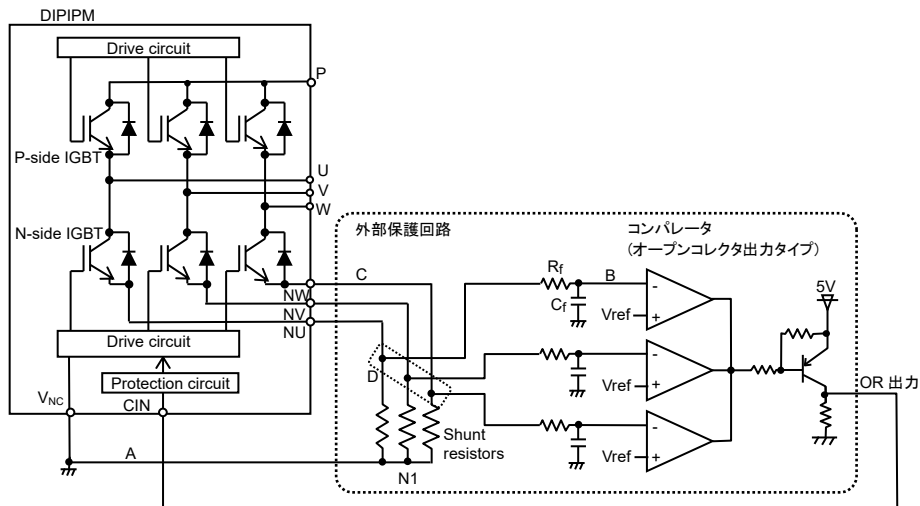 DIPIPM
Drive circuit
P
P-side IGBT
U
V
W
N-side IGBT
外部保護回路
コンパレータ
(オープンコレクタ出力タイプ)
C
Rf
B
Cf
Vref
-
+
5V
NW
NV
NU
Drive circuit
Protection circuit
D
Vref
-
+
OR 出力
VNC
CIN
A
Shunt
resistors
N1
Vref
-
+